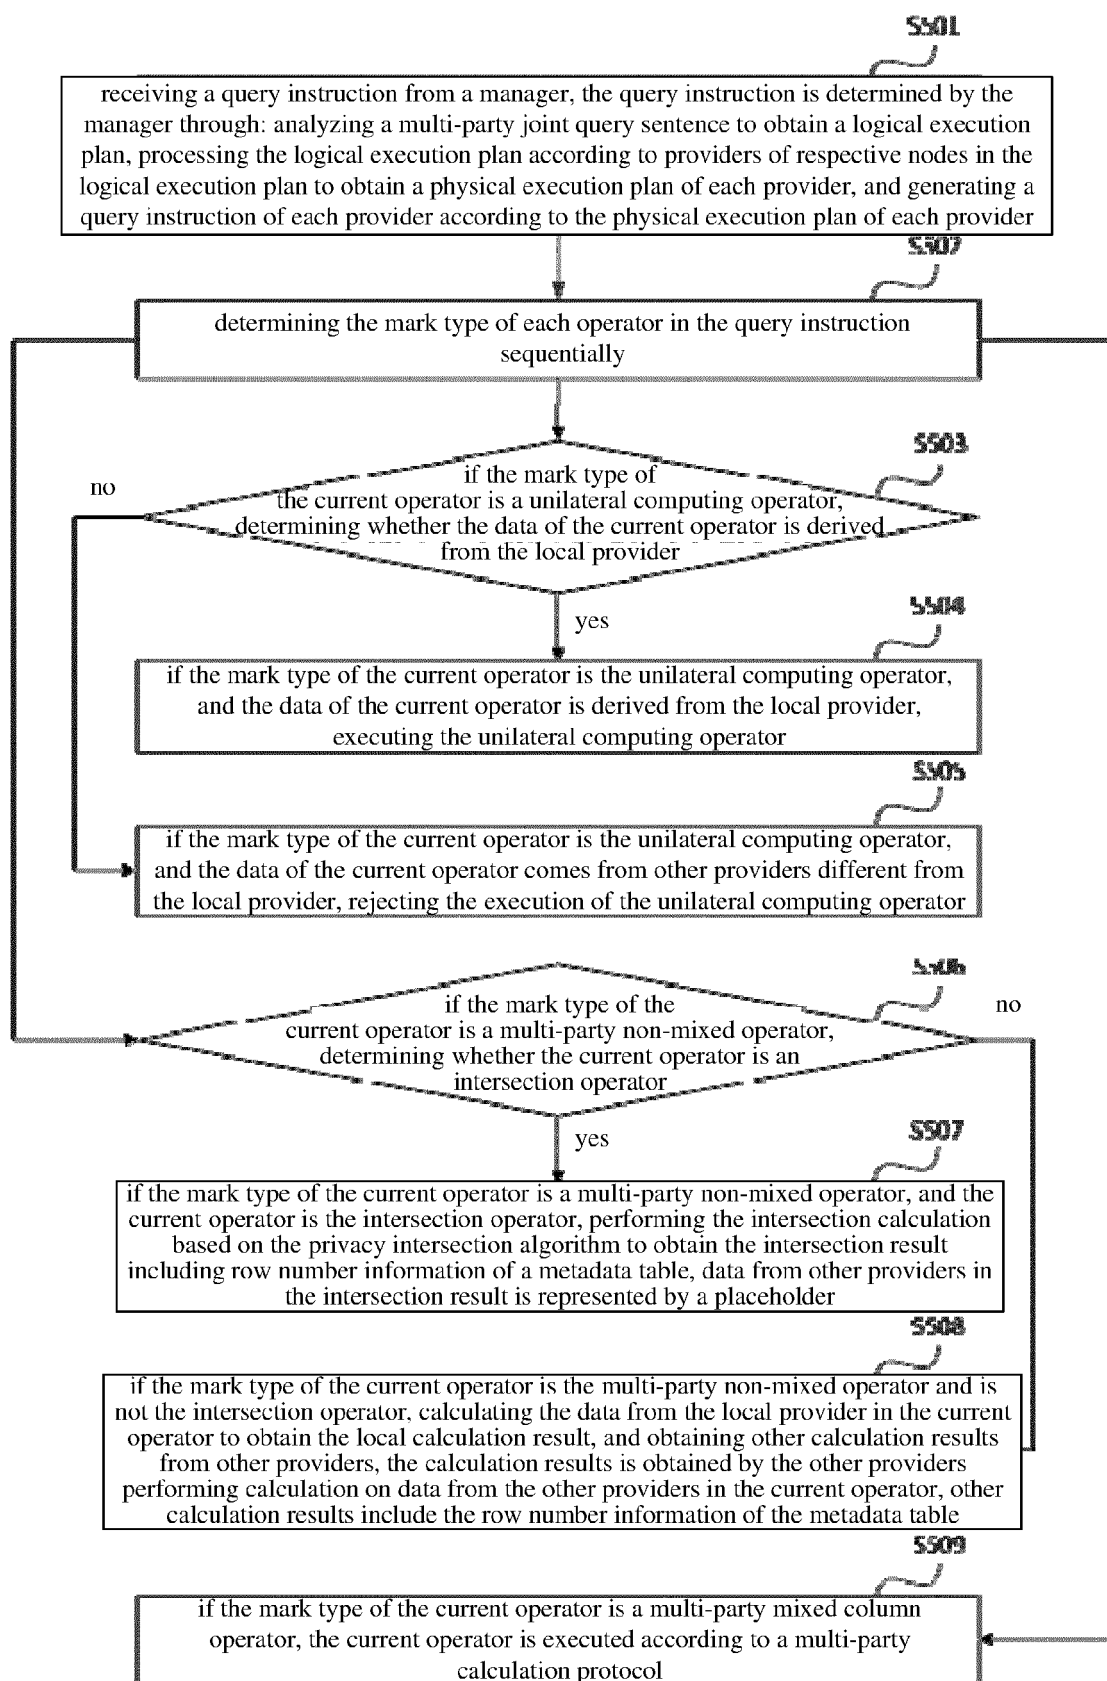 S501
receiving a query instruction from a manager, the query instruction is determined by the
manager through: analyzing a multi-party joint query sentence to obtain a logical execution
plan, processing the logical execution plan according to providers of respective nodes in the
logical execution plan to obtain a physical execution plan of each provider, and generating a
query instruction of each provider according to the physical execution plan of each provider
S502
determining the mark type of each operator in the query instruction
sequentially
S503
if the mark type of
no
the current operator is a unilateral computing operator,
determining whether the data of the current operator is derived
from the local provider
S504
yes
if the mark type of the current operator is the unilateral computing operator,
and the data of the current operator is derived from the local provider,
executing the unilateral computing operator
S505
if the mark type of the current operator is the unilateral computing operator,
and the data of the current operator comes from other providers different from
the local provider, rejecting the execution of the unilateral computing operator
S506
if the mark type of the
no
current operator is a multi-party non-mixed operator,
determining whether the current operator is an
intersection operator
S507
yes
if the mark type of the current operator is a multi-party non-mixed operator, and the
current operator is the intersection operator, performing the intersection calculation
based on the privacy intersection algorithm to obtain the intersection result
including row number information of a metadata table, data from other providers in
the intersection result is represented by a placeholder
S508
if the mark type of the current operator is the multi-party non-mixed operator and is
not the intersection operator, calculating the data from the local provider in the current
operator to obtain the local calculation result, and obtaining other calculation results
from other providers, the calculation results is obtained by the other providers
performing calculation on data from the other providers in the current operator, other
calculation results include the row number information of the metadata table
S509
if the mark type of the current operator is a multi-party mixed column
operator, the current operator is executed according to a multi-party
calculation protocol